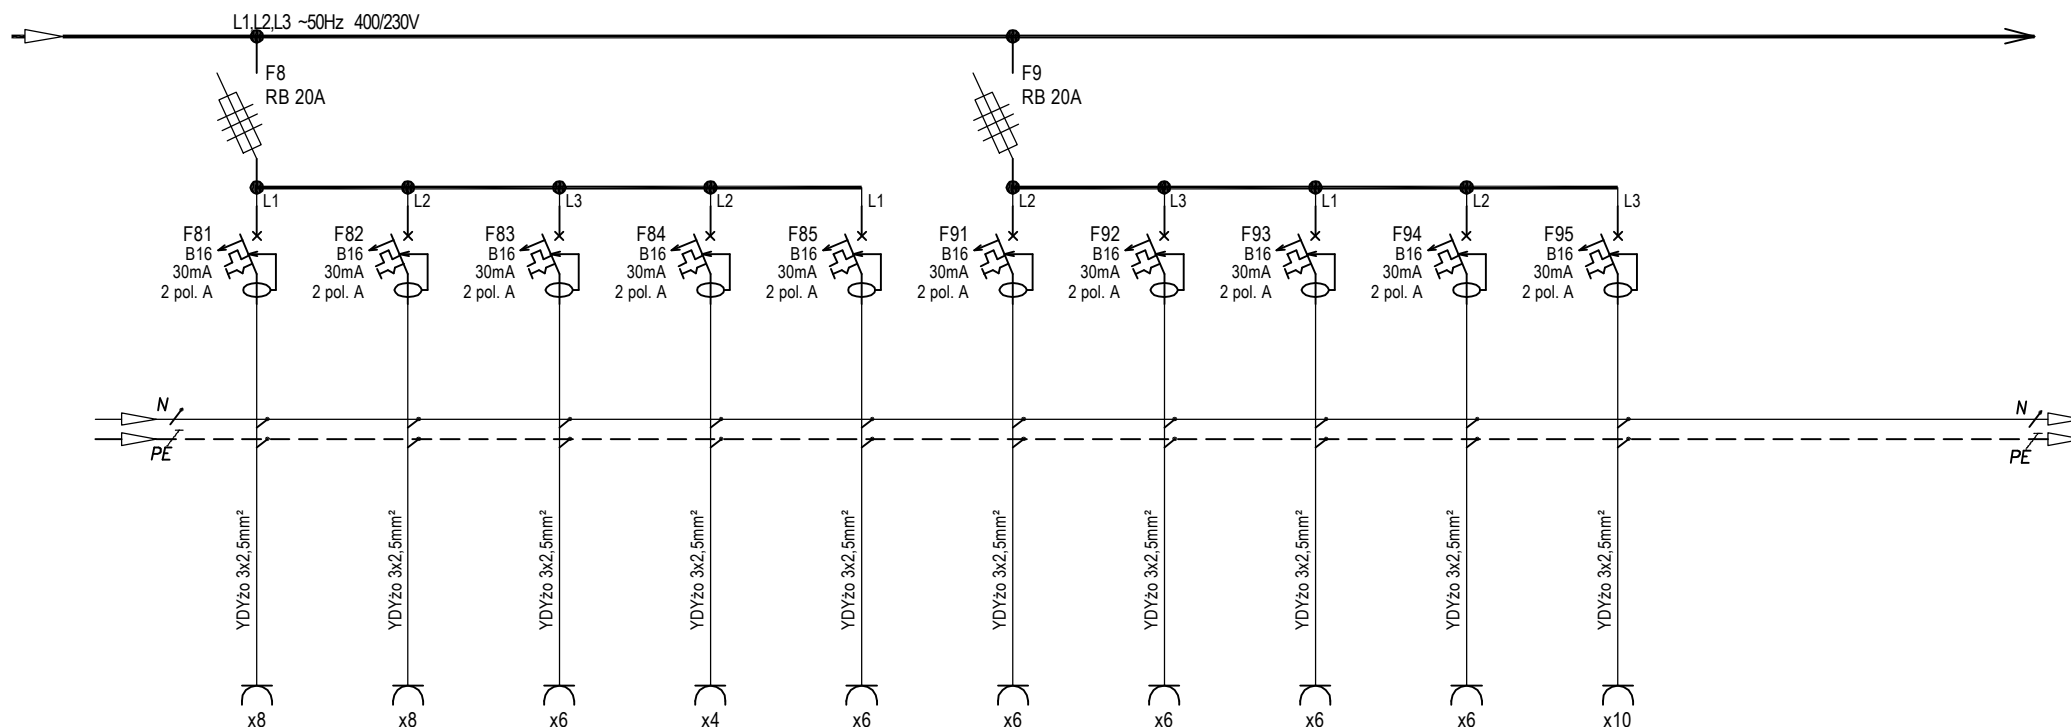 L1,L2,L3 ~50Hz 400/230V
F8
RB 20A
F9
RB 20A
L1
L2
L3
L2
L1
L2
L3
L1
L2
L3
F81
B16
30mA
2 pol. A
F82
B16
30mA
2 pol. A
F83
B16
30mA
2 pol. A
F84
B16
30mA
2 pol. A
F85
B16
30mA
2 pol. A
F91
B16
30mA
2 pol. A
F92
B16
30mA
2 pol. A
F93
B16
30mA
2 pol. A
F94
B16
30mA
2 pol. A
F95
B16
30mA
2 pol. A
N
N
PE
PE
YDYżo 3x2,5mm²
YDYżo 3x2,5mm²
YDYżo 3x2,5mm²
YDYżo 3x2,5mm²
YDYżo 3x2,5mm²
YDYżo 3x2,5mm²
YDYżo 3x2,5mm²
YDYżo 3x2,5mm²
YDYżo 3x2,5mm²
YDYżo 3x2,5mm²
x8
x8
x6
x4
x6
x6
x6
x6
x6
x10